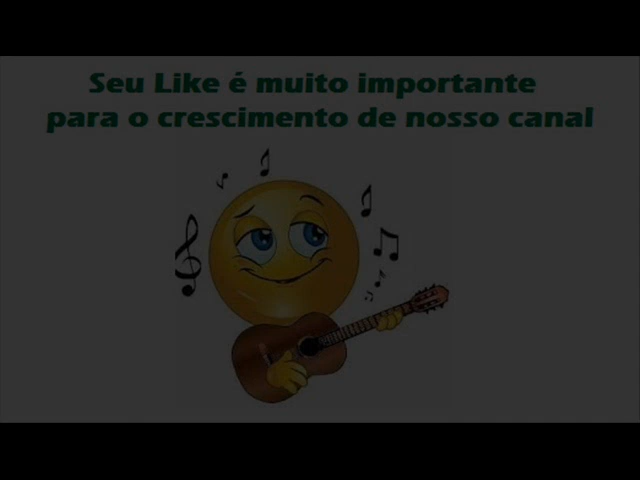 Seu Like é muito importante
para o crescimento de nosso canal